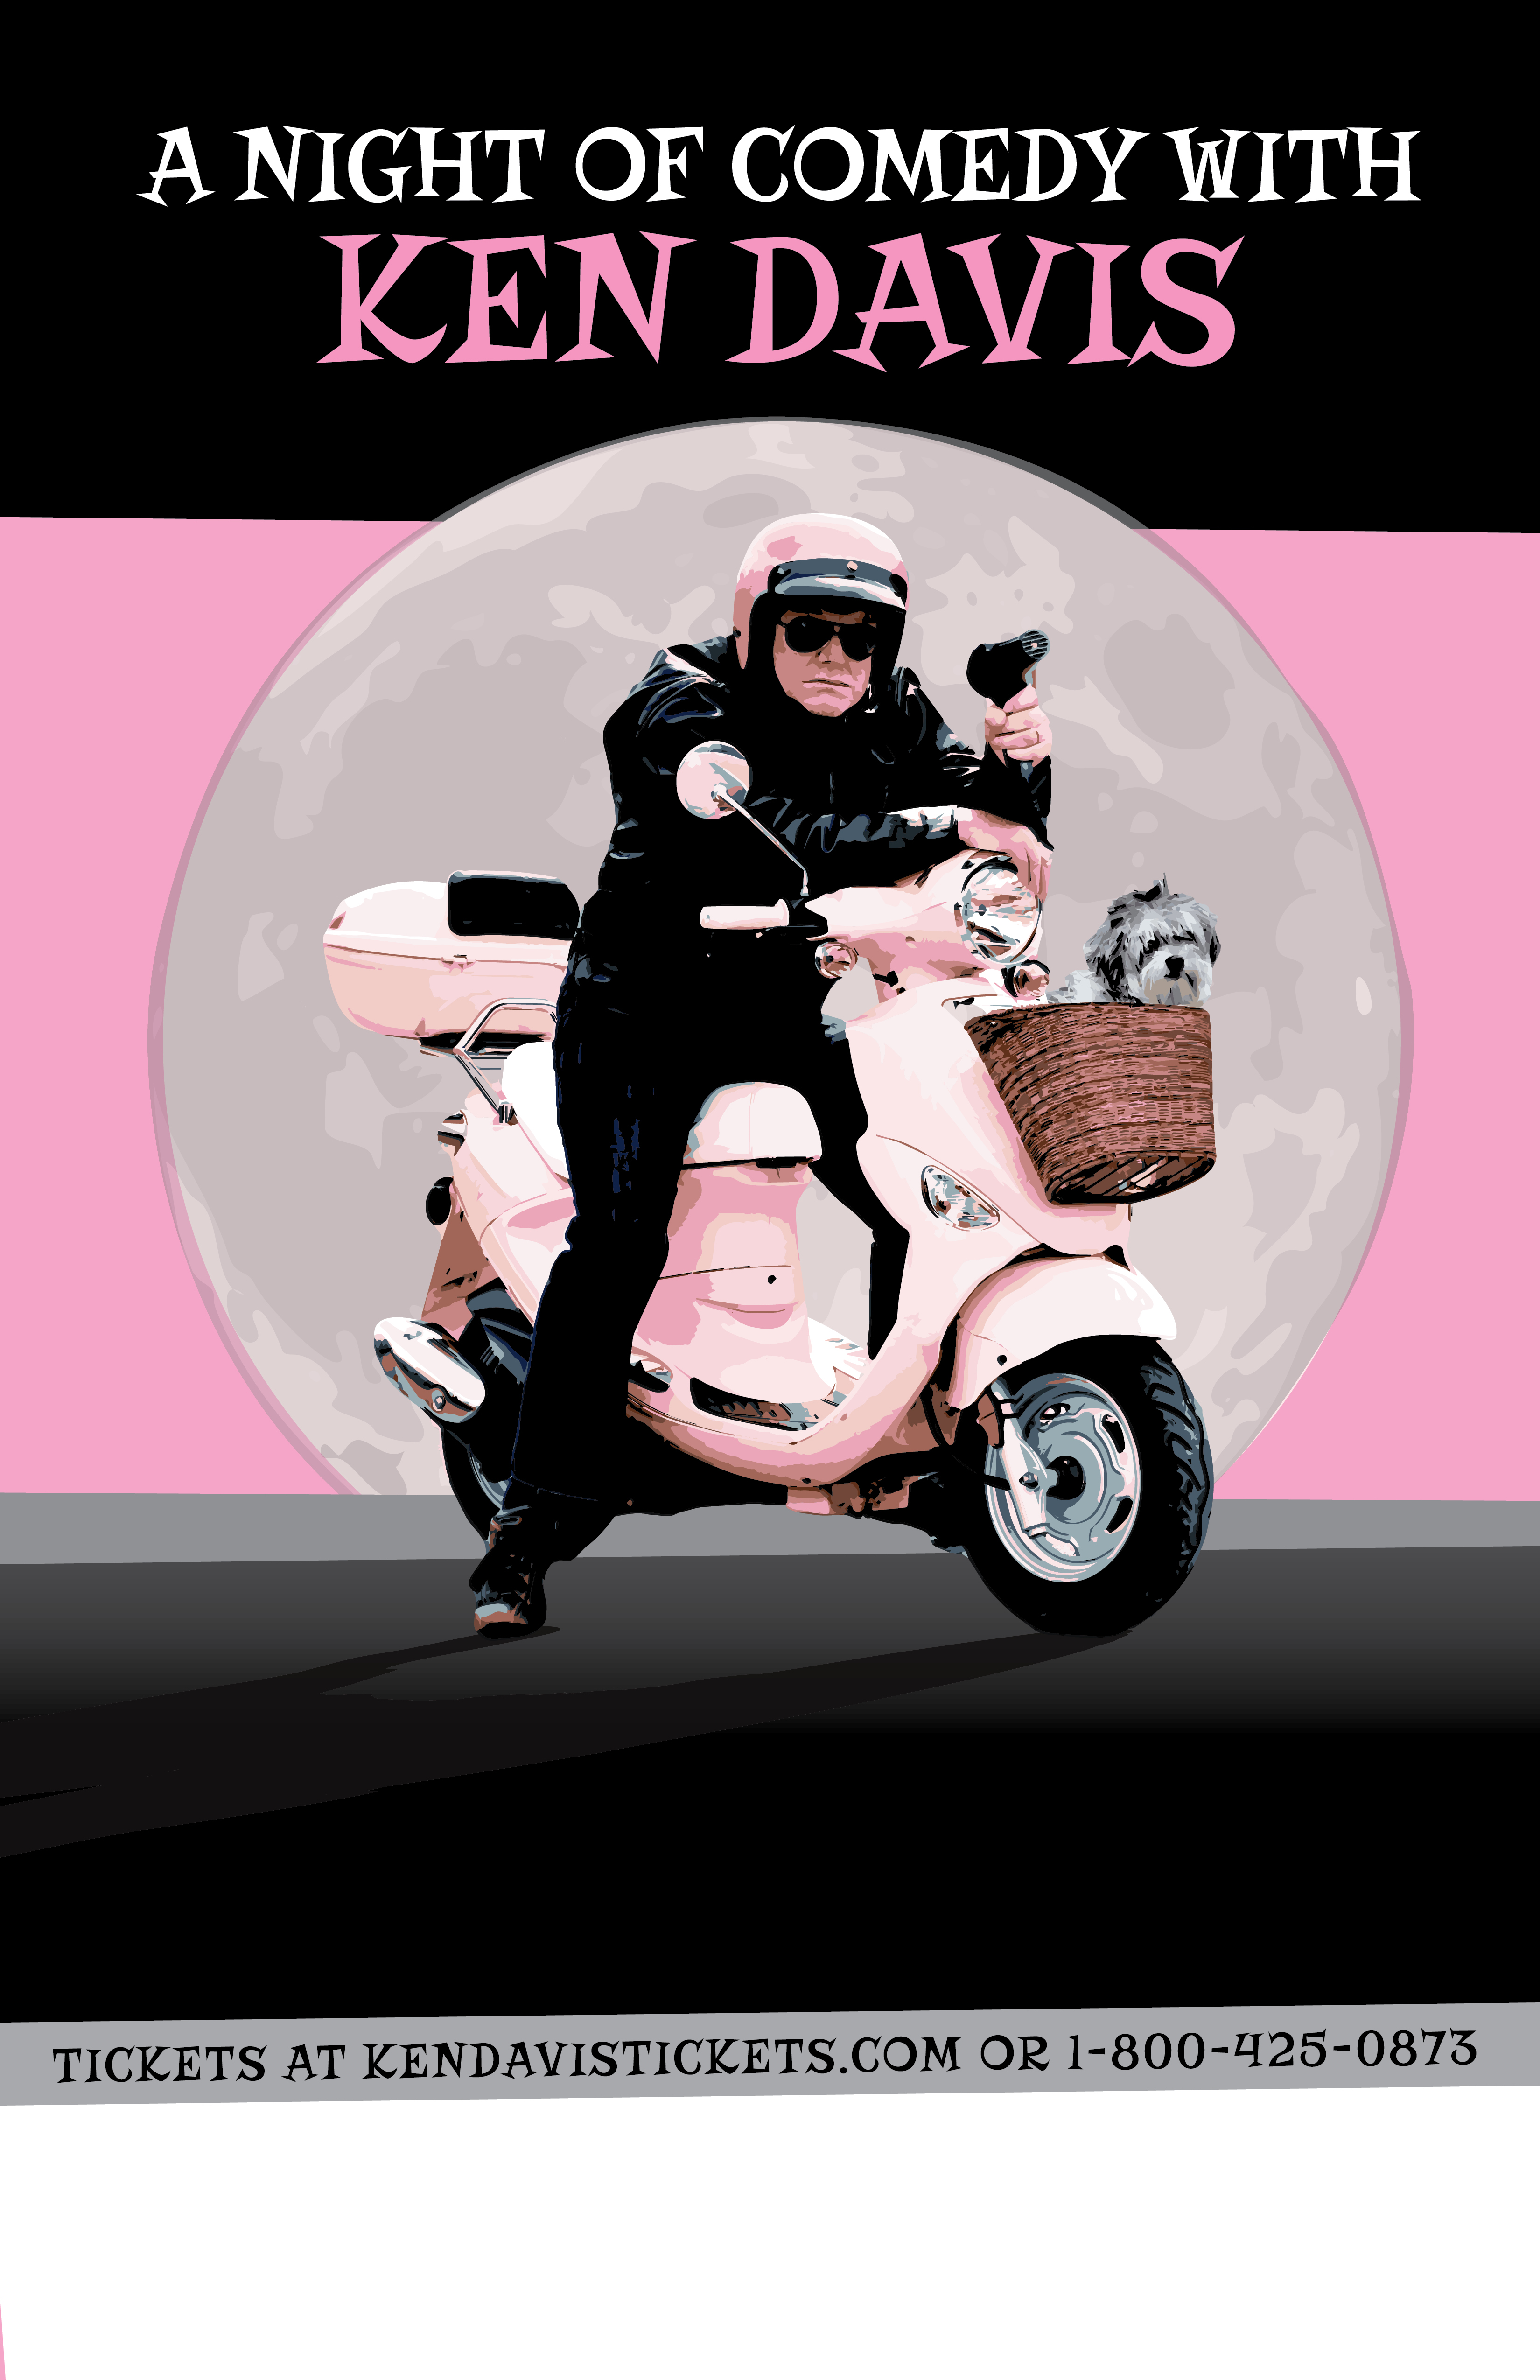 A NIGHT OF COMEDY WITH
KEN DAVIS
TICKETS AT KENDAVISTICKETS.COM OR 1-800-425-0873